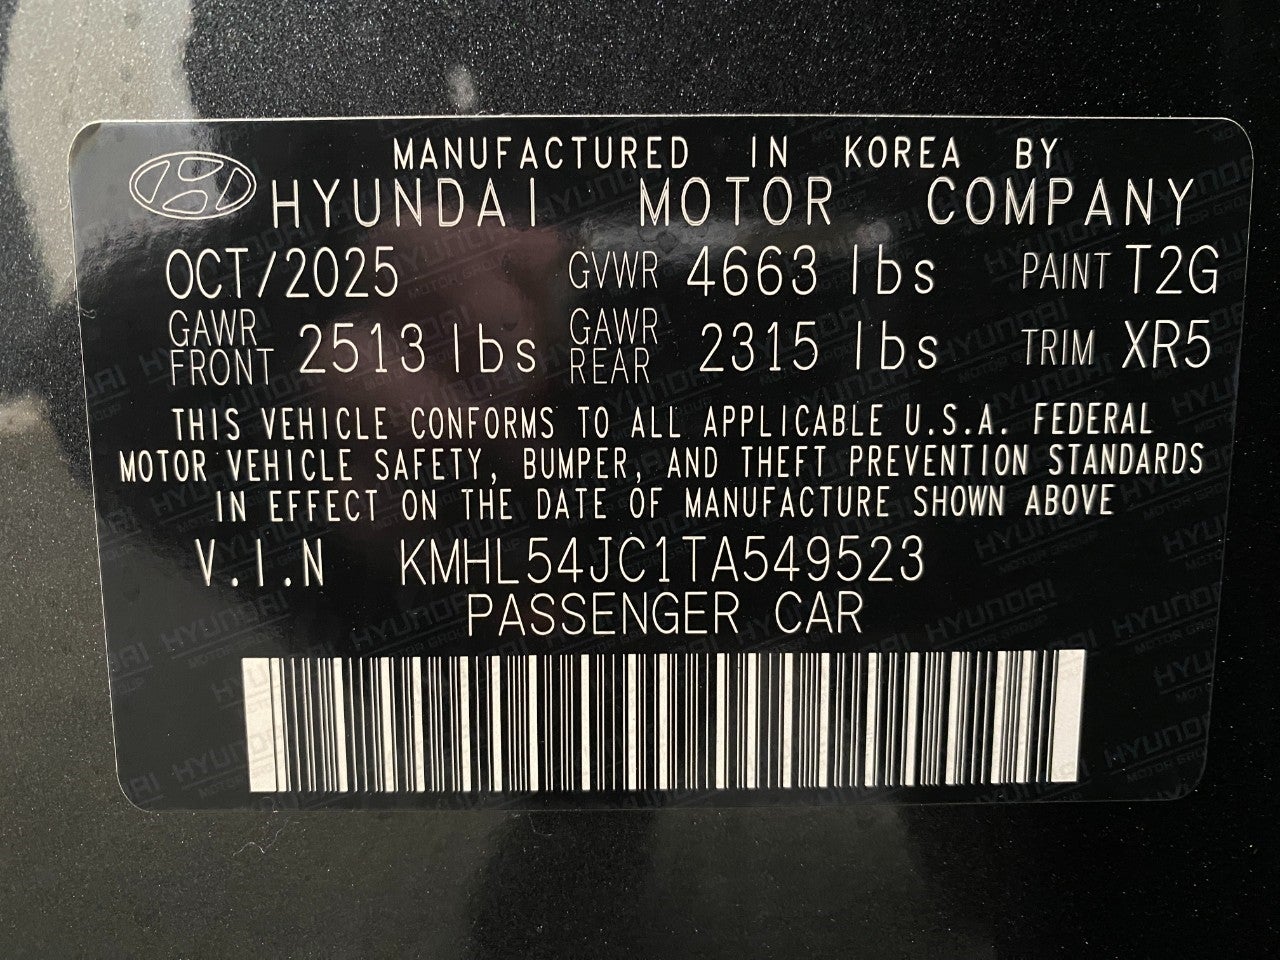 MANUFACTURED IN KOREA BY
HYUNDAI MOTOR COMPANY
OCT/2025 GVWR 4663 lbs PAINT T2G
GAWR FRONT 2513 lbs GAWR REAR 2315 lbs TRIM XR5
THIS VEHICLE CONFORMS TO ALL APPLICABLE U.S.A. FEDERAL
MOTOR VEHICLE SAFETY, BUMPER, AND THEFT PREVENTION STANDARDS
IN EFFECT ON THE DATE OF MANUFACTURE SHOWN ABOVE
V.I.N KMHL54JC1TA549523
PASSENGER CAR